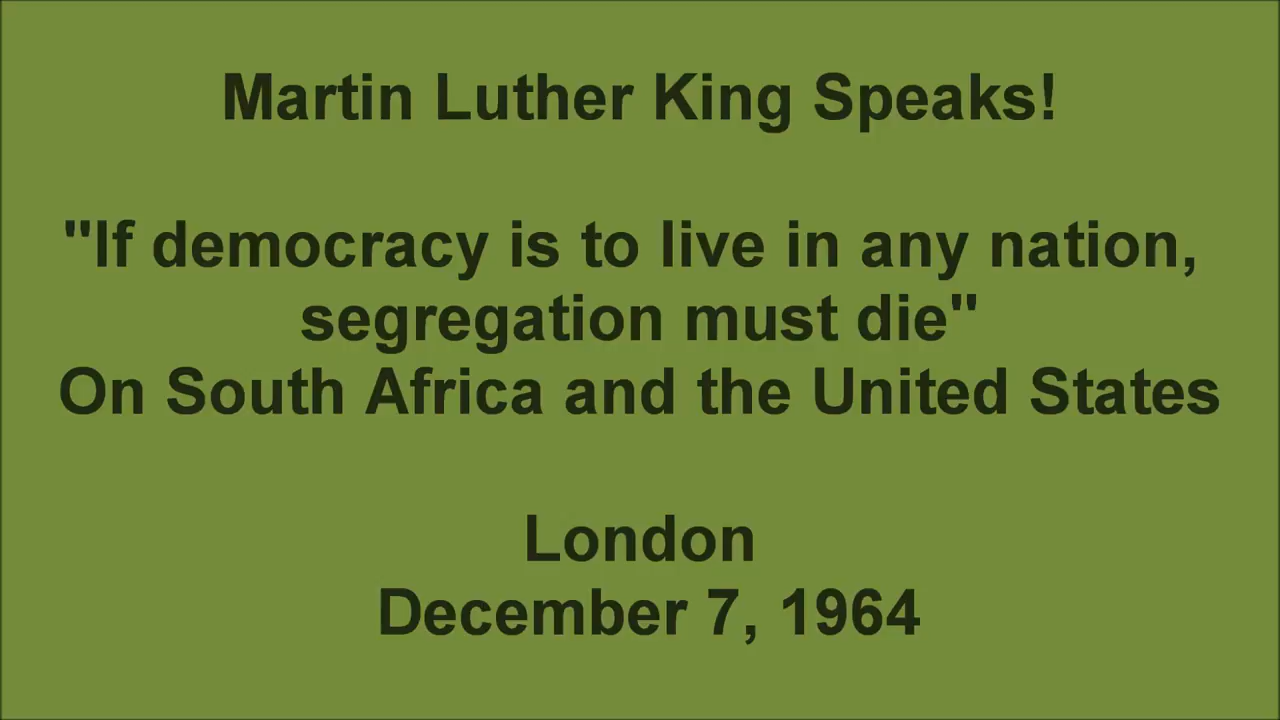 Martin Luther King Speaks!
"If democracy is to live in any nation,
segregation must die"
On South Africa and the United States
London
December 7, 1964